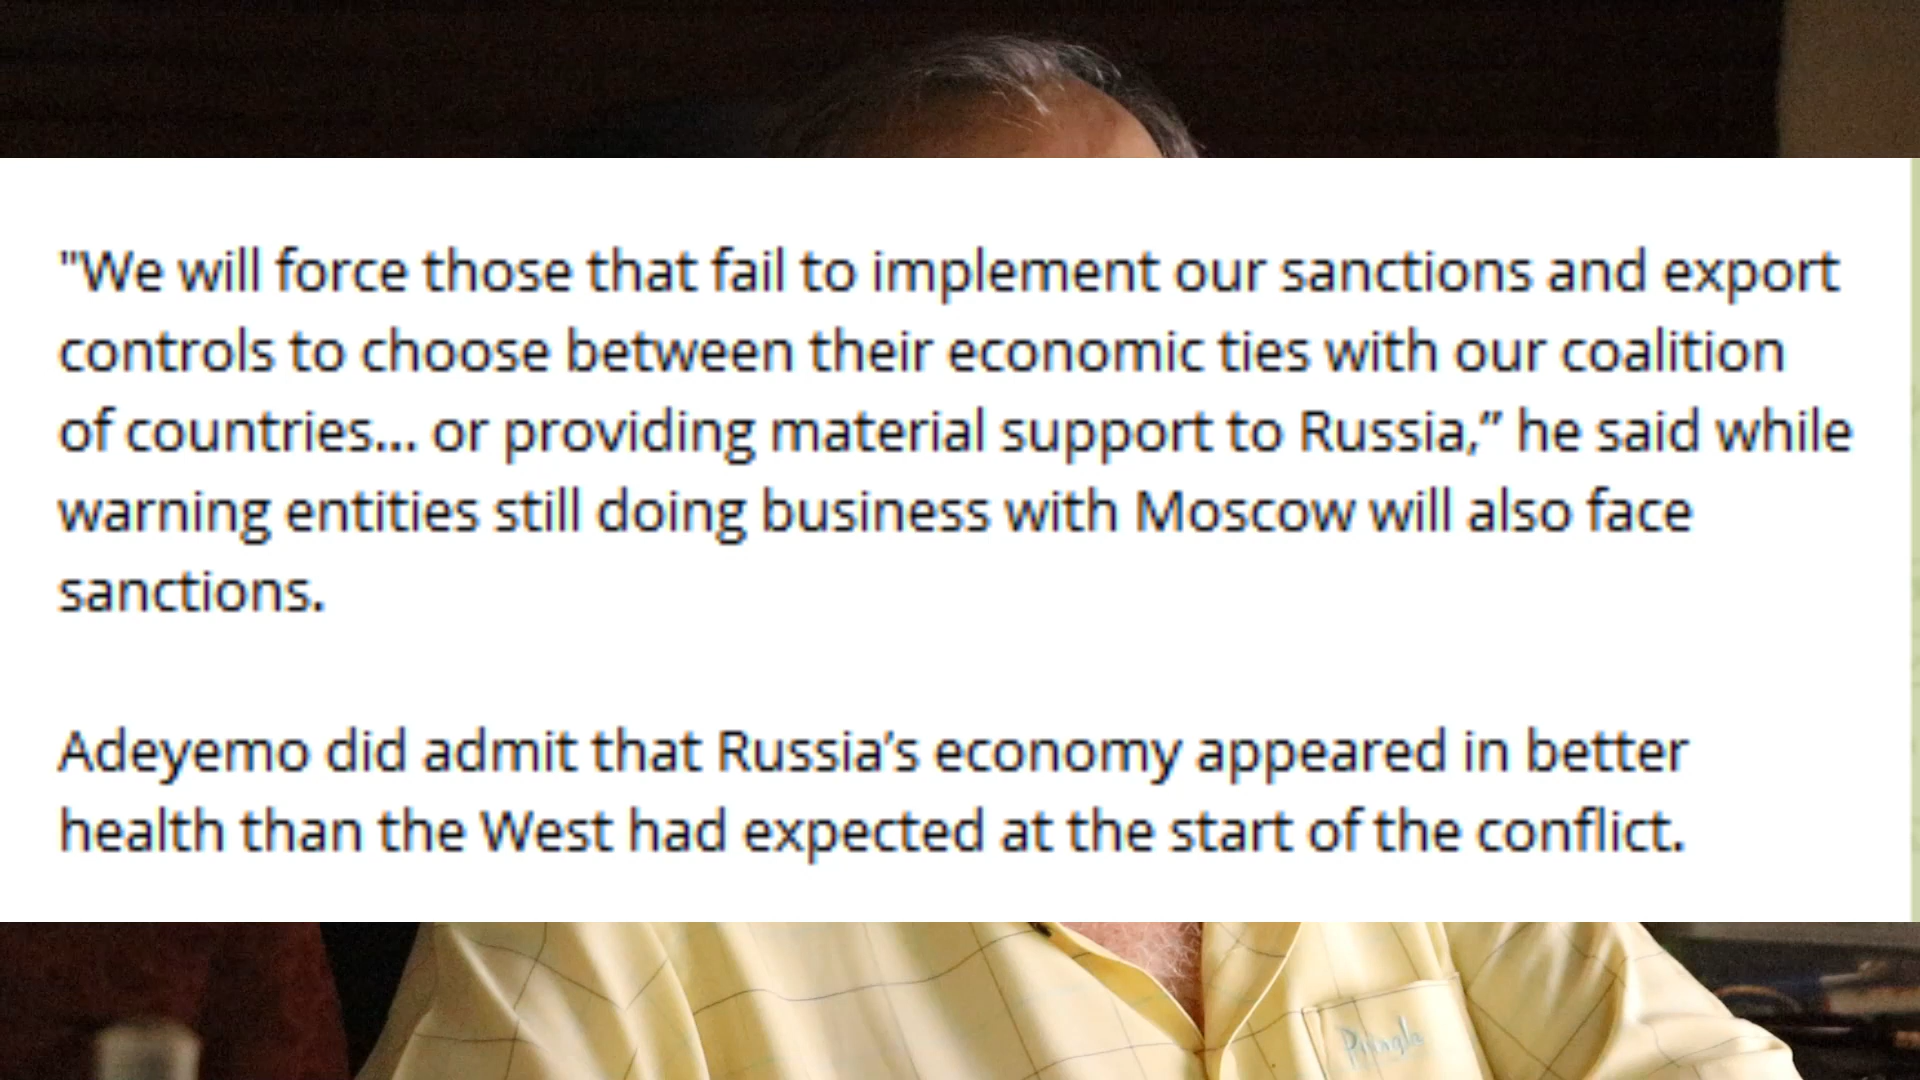 "We will force those that fail to implement our sanctions and export
controls to choose between their economic ties with our coalition
of countries... or providing material support to Russia,” he said while
warning entities still doing business with Moscow will also face
sanctions.
Adeyemo did admit that Russia’s economy appeared in better
health than the West had expected at the start of the conflict.
Pringle